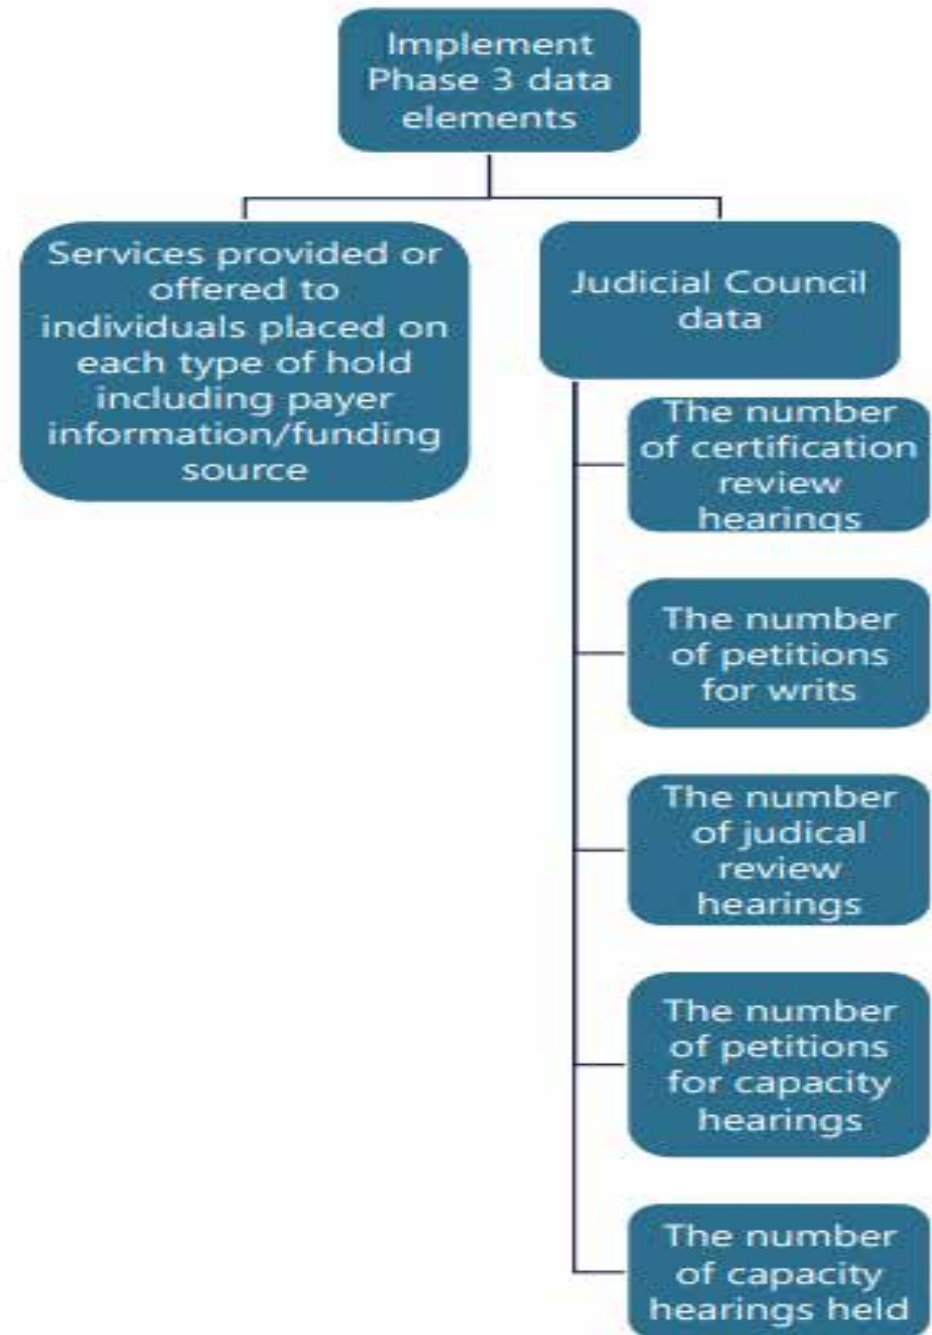 Implement
Phase 3 data
elements
Services provided or
offered to
individuals placed on
each type of hold
including payer
information/funding
source
Judicial Council
data
The number
of certification
review
hearings
The number
of petitions
for writs
The number
of judical
review
hearings
The number
of petitions
for capacity
hearings
The number
of capacity
hearings held